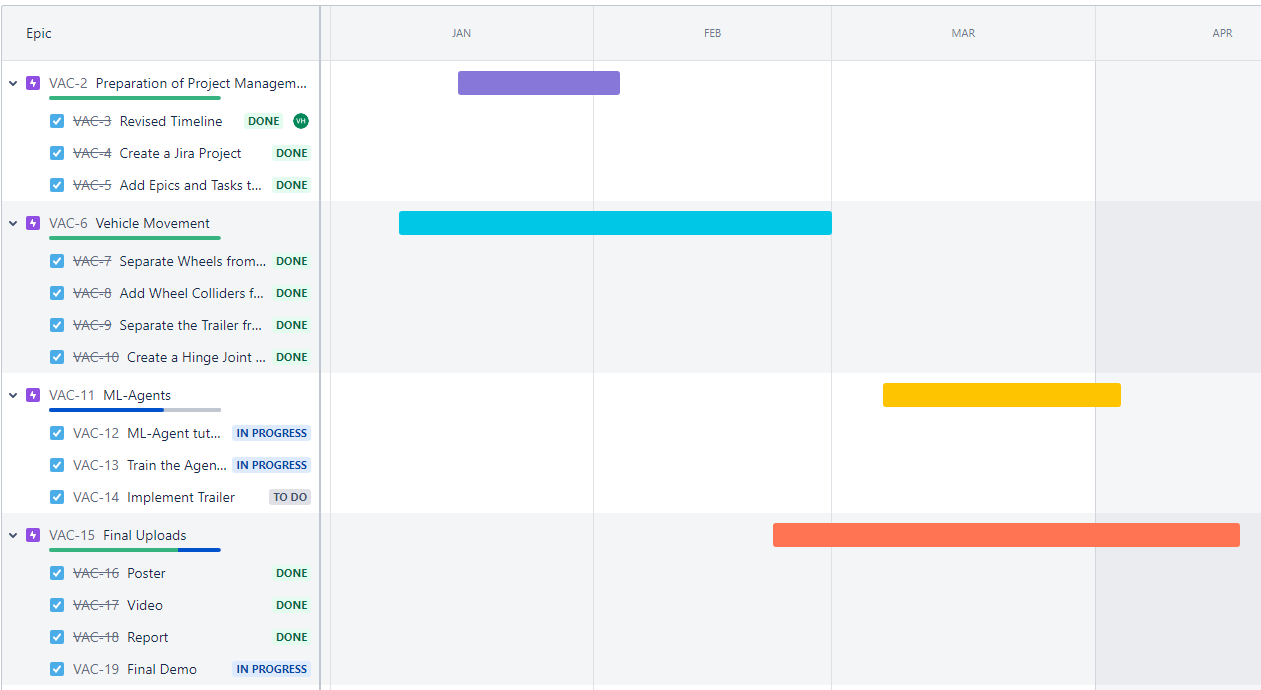 Epic JAN FEB MAR APR
VAC-2 Preparation of Project Managem...
VAC-3 Revised Timeline DONE VH
VAC-4 Create a Jira Project DONE
VAC-5 Add Epics and Tasks t... DONE
VAC-6 Vehicle Movement
VAC-7 Separate Wheels from... DONE
VAC-8 Add Wheel Colliders f... DONE
VAC-9 Separate the Trailer fr... DONE
VAC-10 Create a Hinge Joint ... DONE
VAC-11 ML-Agents
VAC-12 ML-Agent tut... IN PROGRESS
VAC-13 Train the Agen... IN PROGRESS
VAC-14 Implement Trailer TO DO
VAC-15 Final Uploads
VAC-16 Poster DONE
VAC-17 Video DONE
VAC-18 Report DONE
VAC-19 Final Demo IN PROGRESS